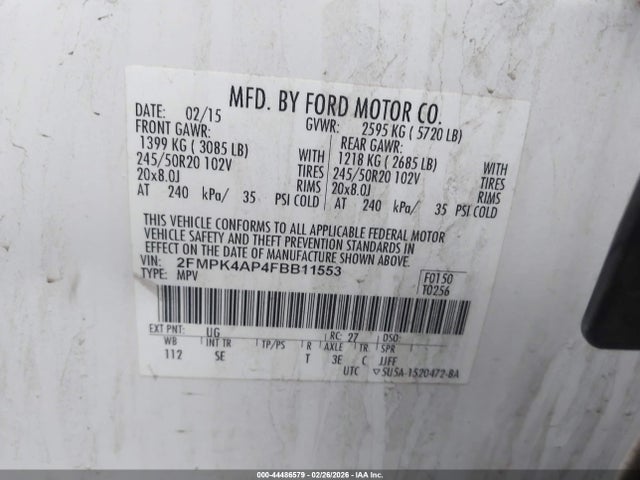 MFD. BY FORD MOTOR CO.
DATE: 02/15 GVWR: 2595 KG ( 5720 LB)
FRONT GAWR: REAR GAWR:
1399 KG ( 3085 LB) WITH 1218 KG ( 2685 LB) WITH
245/50R20 102V TIRES 245/50R20 102V TIRES
20x8.0J RIMS 20x8.0J RIMS
AT 240 kPa/ 35 PSI COLD AT 240 kPa/ 35 PSI COLD
THIS VEHICLE CONFORMS TO ALL APPLICABLE FEDERAL MOTOR
VEHICLE SAFETY AND THEFT PREVENTION STANDARDS IN
EFFECT ON THE DATE OF MANUFACTURE SHOWN ABOVE.
VIN: 2FMPK4AP4FBB11553
TYPE: MPV
F0150
T0256
EXT PNT: UG RC: 27 DSO:
WB INT TR TP/PS R AXLE TR SPR
112 SE T 3E C JJFF
UTC ▽5U5A-1520472-BA
000-44486579 | 02/26/2026 - IAA Inc.